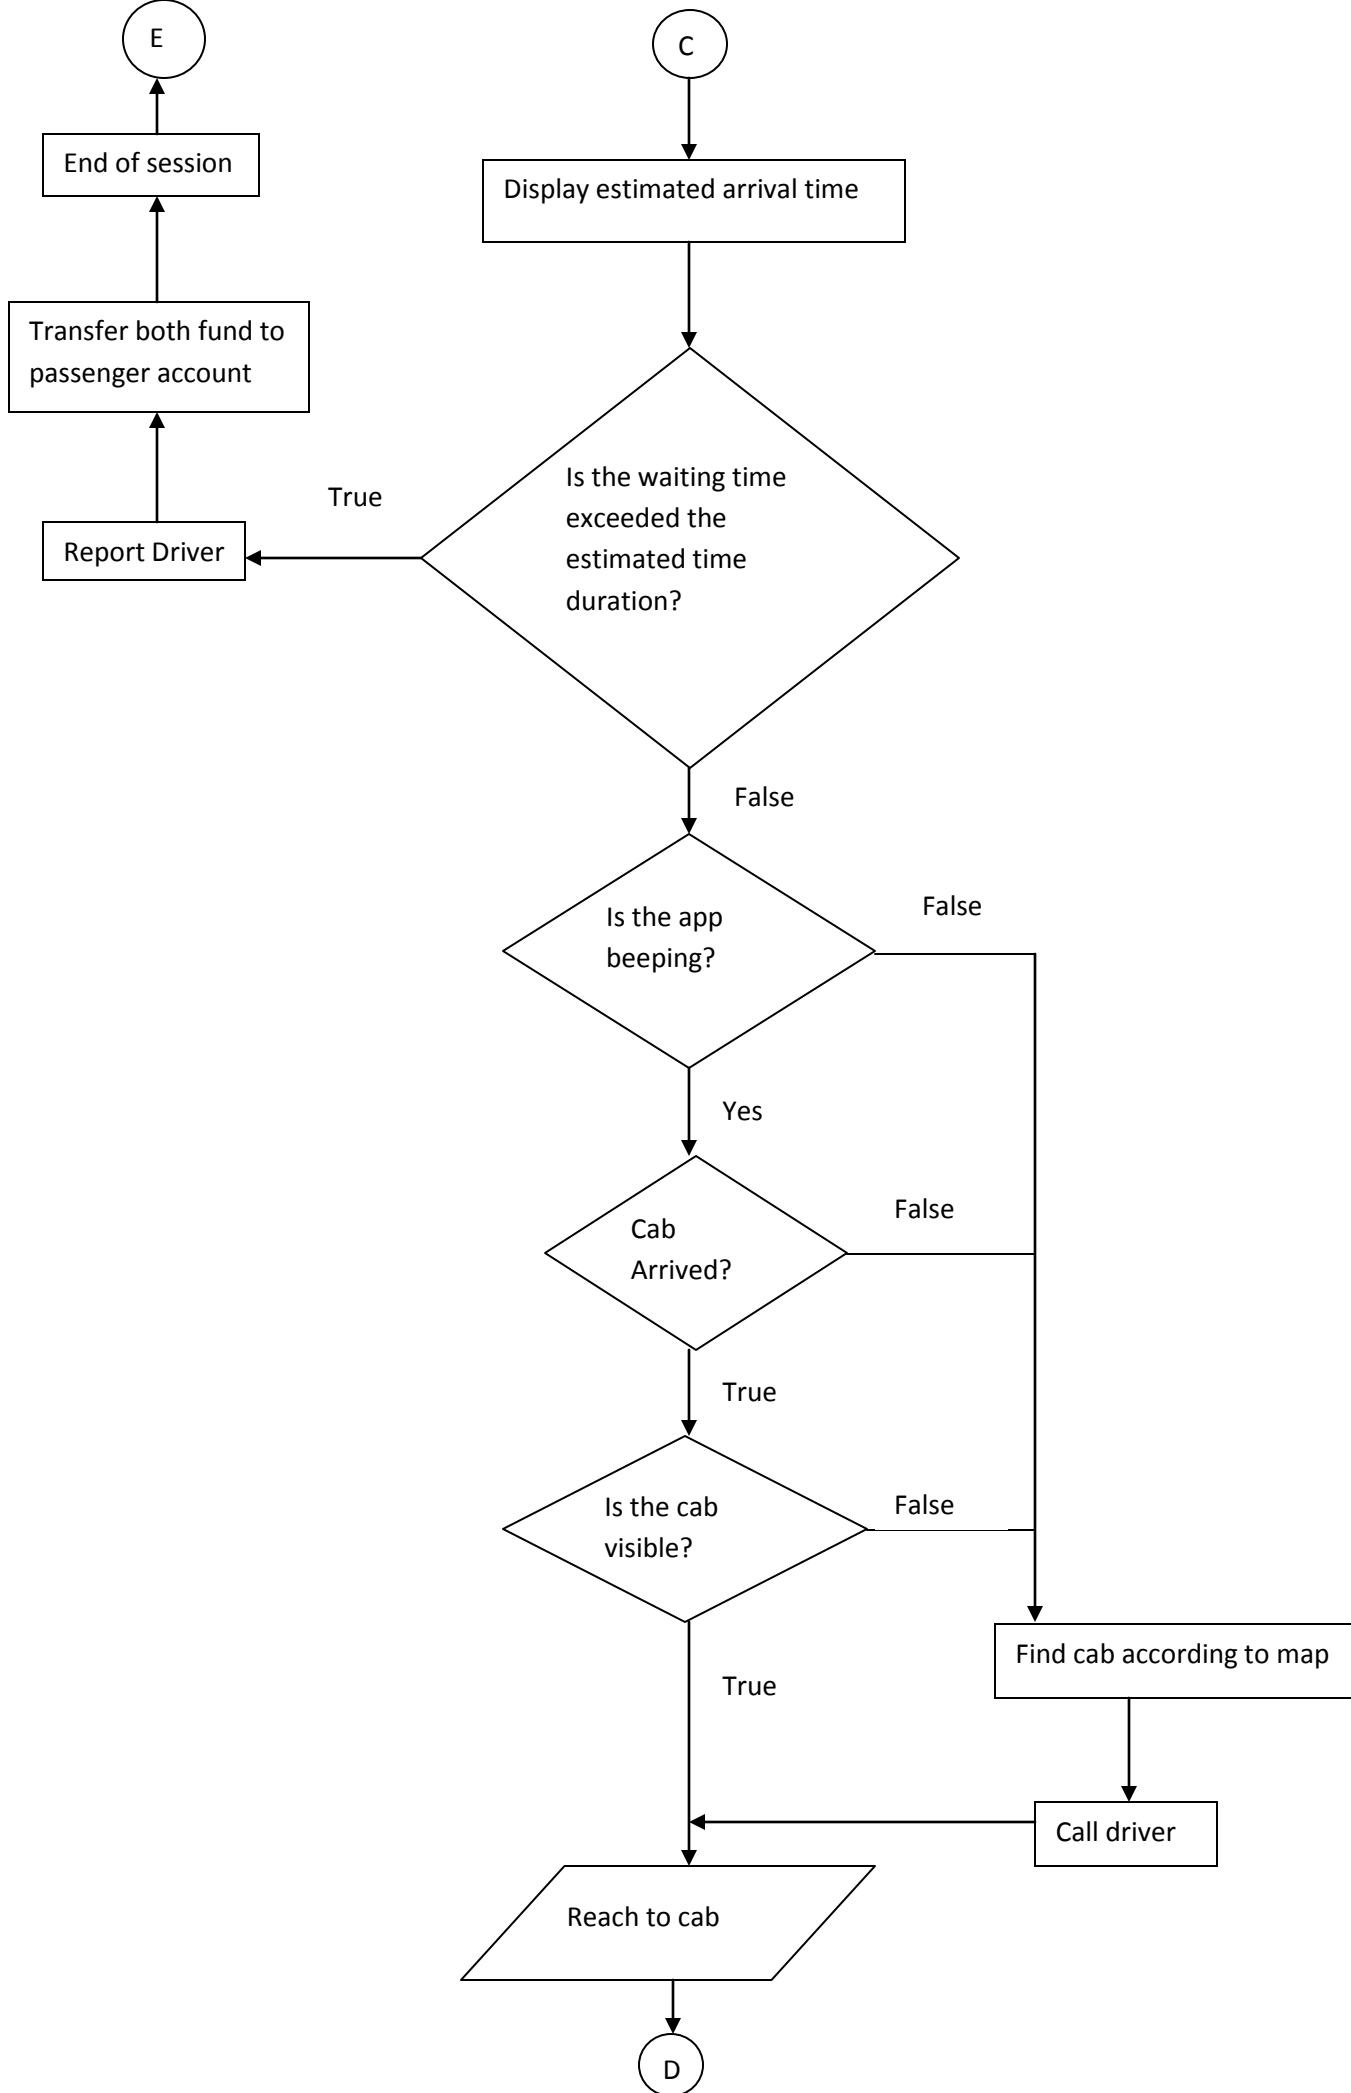 E
C
End of session
Display estimated arrival time
Transfer both fund to
passenger account
Is the waiting time
exceeded the
estimated time
duration?
True
Report Driver
False
Is the app
beeping?
False
Yes
Cab
Arrived?
False
True
Is the cab
visible?
False
Find cab according to map
True
Call driver
Reach to cab
D